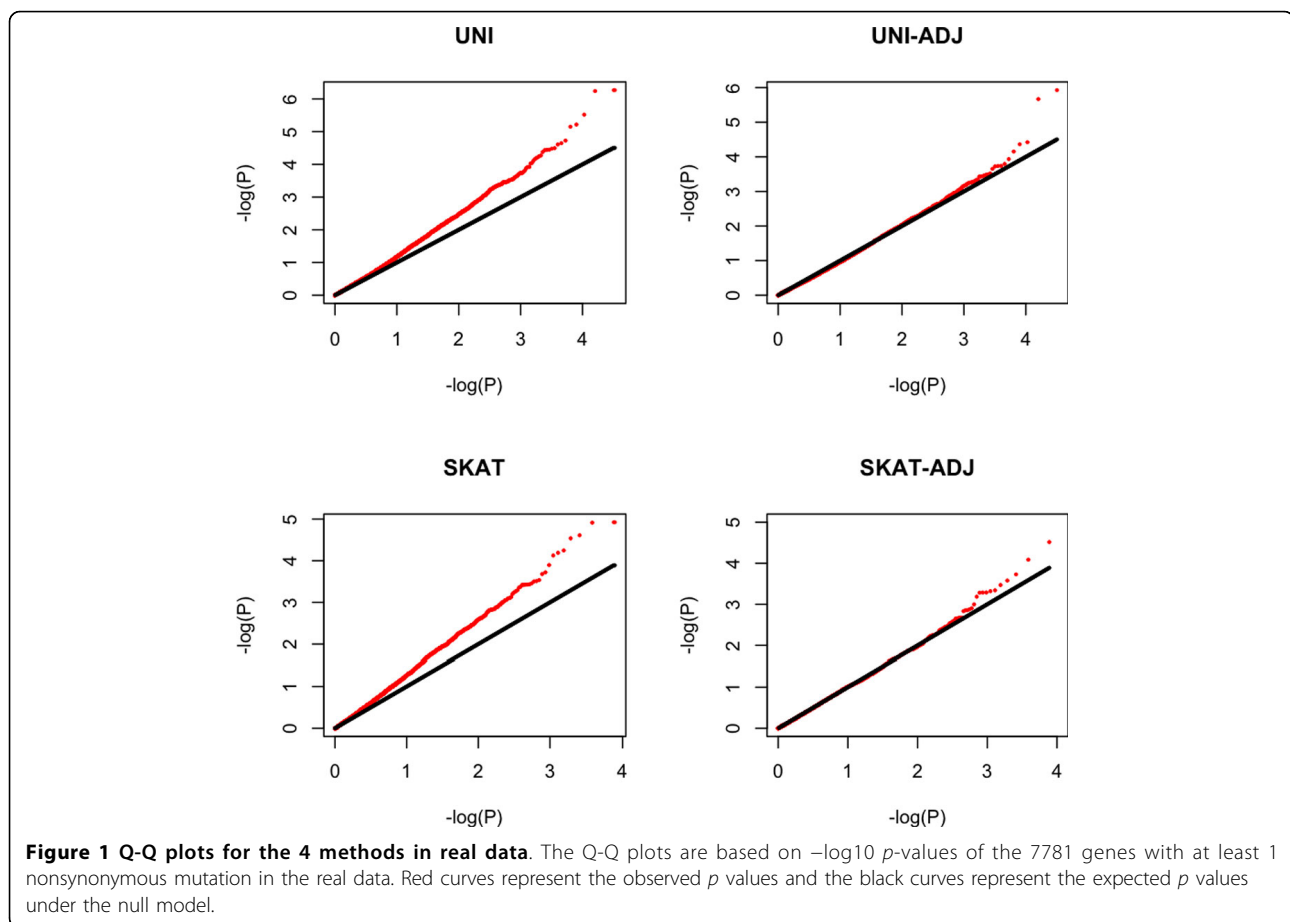 UNI
UNI-ADJ
-log(P)
0 1 2 3 4 5 6
0 1 2 3 4
-log(P)
-log(P)
0 1 2 3 4 5 6
0 1 2 3 4
-log(P)
SKAT
SKAT-ADJ
-log(P)
0 1 2 3 4 5
0 1 2 3 4
-log(P)
-log(P)
0 1 2 3 4 5
0 1 2 3 4
-log(P)
Figure 1 Q-Q plots for the 4 methods in real data. The Q-Q plots are based on −log10 p-values of the 7781 genes with at least 1
nonsynonymous mutation in the real data. Red curves represent the observed p values and the black curves represent the expected p values
under the null model.